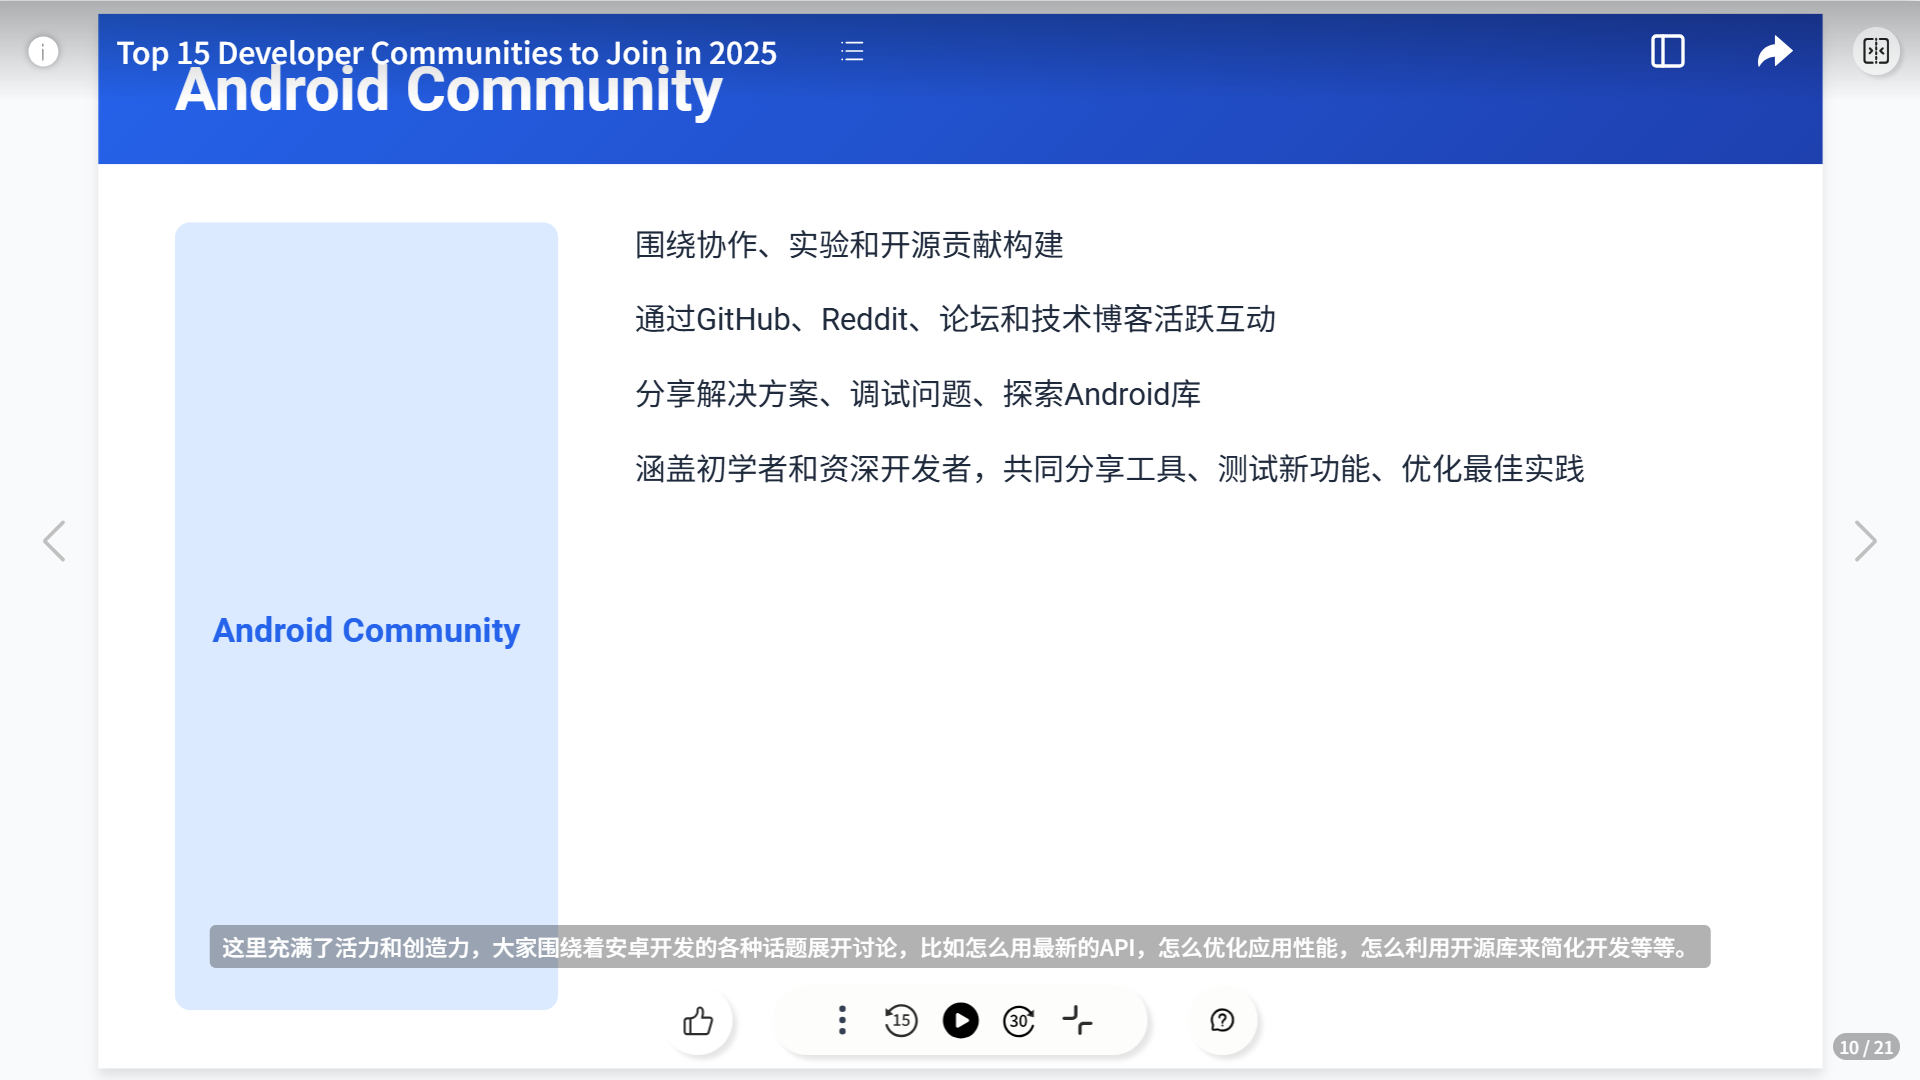 Top 15 Developer Communities to Join in 2025
Android Community
围绕协作、实验和开源贡献构建
通过GitHub、Reddit、论坛和技术博客活跃互动
分享解决方案、调试问题、探索Android库
涵盖初学者和资深开发者，共同分享工具、测试新功能、优化最佳实践
Android Community
这里充满了活力和创造力，大家围绕着安卓开发的各种话题展开讨论，比如怎么用最新的API，怎么优化应用性能，怎么利用开源库来简化开发等等。
15
30
10 / 21